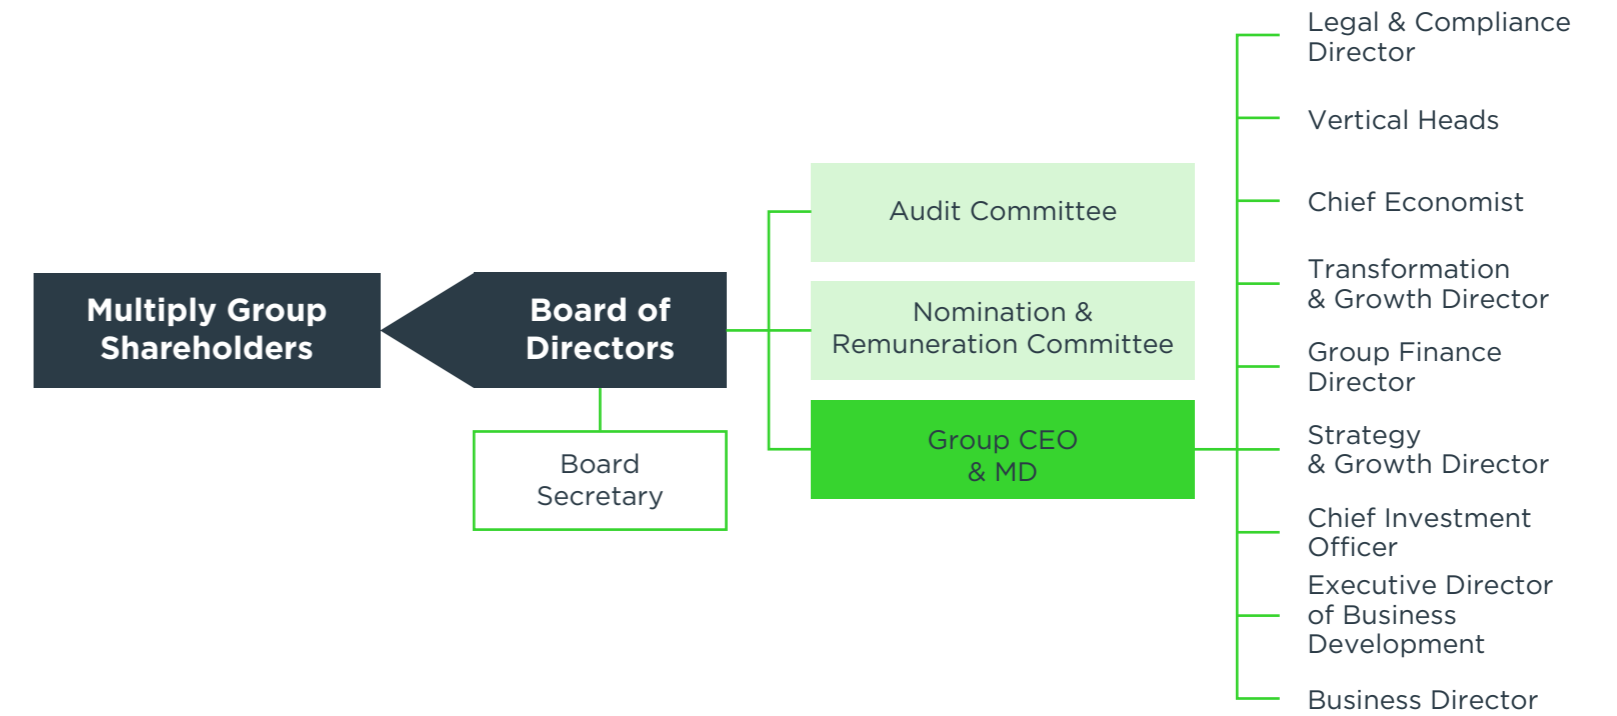 Multiply Group
Shareholders
Board of
Directors
Board
Secretary
Audit Committee
Nomination &
Remuneration Committee
Group CEO
& MD
Legal & Compliance
Director
Vertical Heads
Chief Economist
Transformation
& Growth Director
Group Finance
Director
Strategy
& Growth Director
Chief Investment
Officer
Executive Director
of Business
Development
Business Director